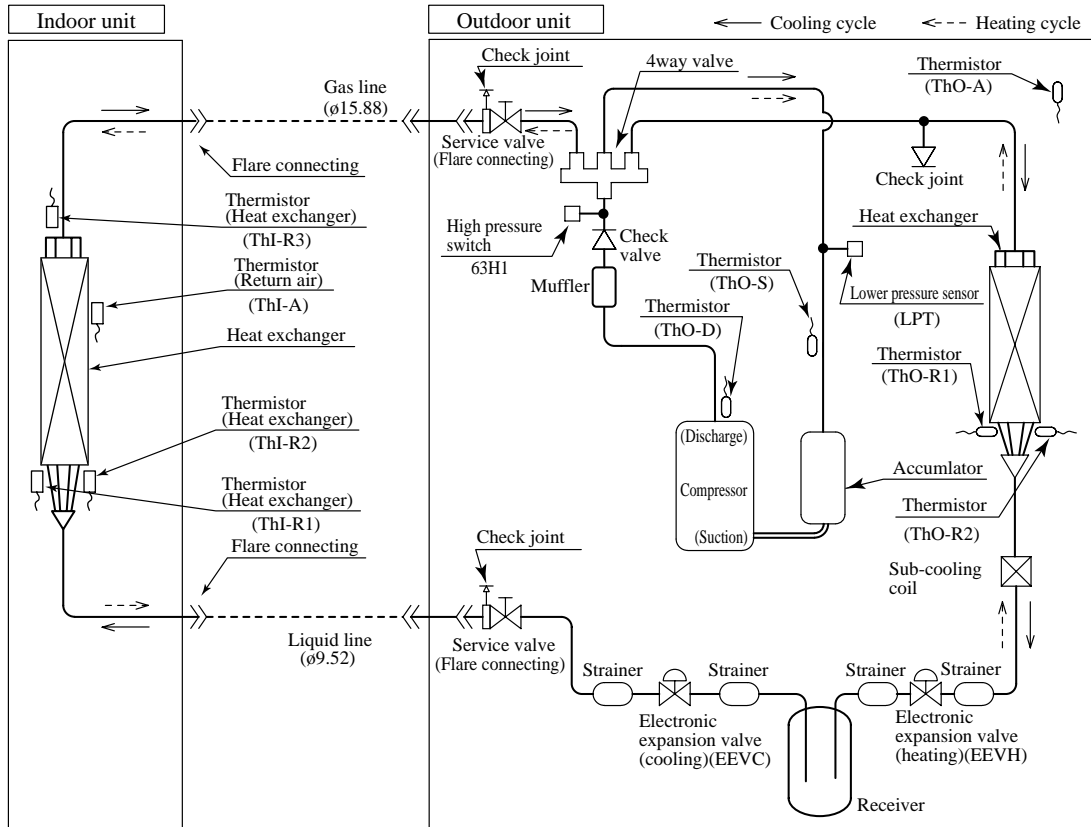 Indoor unit
Outdoor unit
Cooling cycle
Heating cycle
Check joint
4way valve
Thermistor
(ThO-A)
Gas line
(ø15.88)
Service valve
(Flare connecting)
Flare connecting
Check joint
Thermistor
(Heat exchanger)
(ThI-R3)
High pressure
switch
63H1
Check
valve
Heat exchanger
Thermistor
(Return air)
(ThI-A)
Muffler
Thermistor
(ThO-S)
Lower pressure sensor
(LPT)
Thermistor
(ThO-D)
Heat exchanger
Thermistor
(ThO-R1)
Thermistor
(Heat exchanger)
(ThI-R2)
(Discharge)
Compressor
(Suction)
Accumlator
Thermistor
(Heat exchanger)
(ThI-R1)
Thermistor
(ThO-R2)
Flare connecting
Check joint
Sub-cooling
coil
Liquid line
(ø9.52)
Service valve
(Flare connecting)
Strainer
Strainer
Strainer
Strainer
Electronic
expansion valve
(cooling)(EEVC)
Electronic
expansion valve
(heating)(EEVH)
Receiver